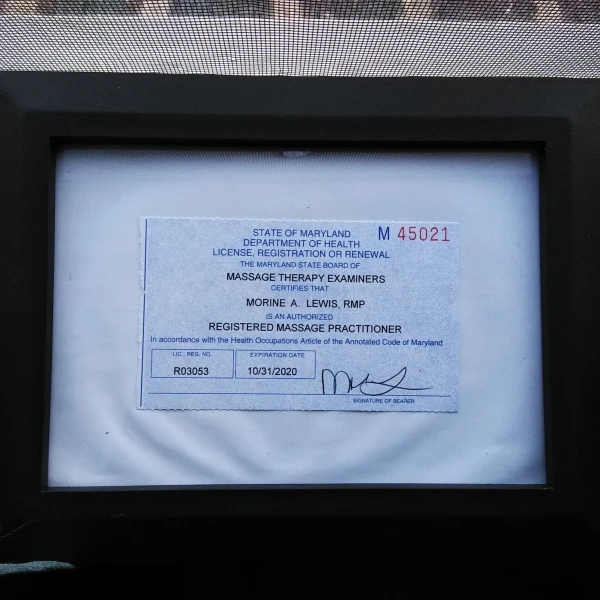 STATE OF MARYLAND
M 45021
DEPARTMENT OF HEALTH
LICENSE, REGISTRATION OR RENEWAL
THE MARYLAND STATE BOARD OF
MASSAGE THERAPY EXAMINERS
CERTIFIES THAT
MORINE A. LEWIS, RMP
IS AN AUTHORIZED
REGISTERED MASSAGE PRACTITIONER
In accordance with the Health Occupations Article of the Annotated Code of Maryland
LIC., REG. NO.
EXPIRATION DATE
R03053
10/31/2020
SIGNATURE OF BEARER